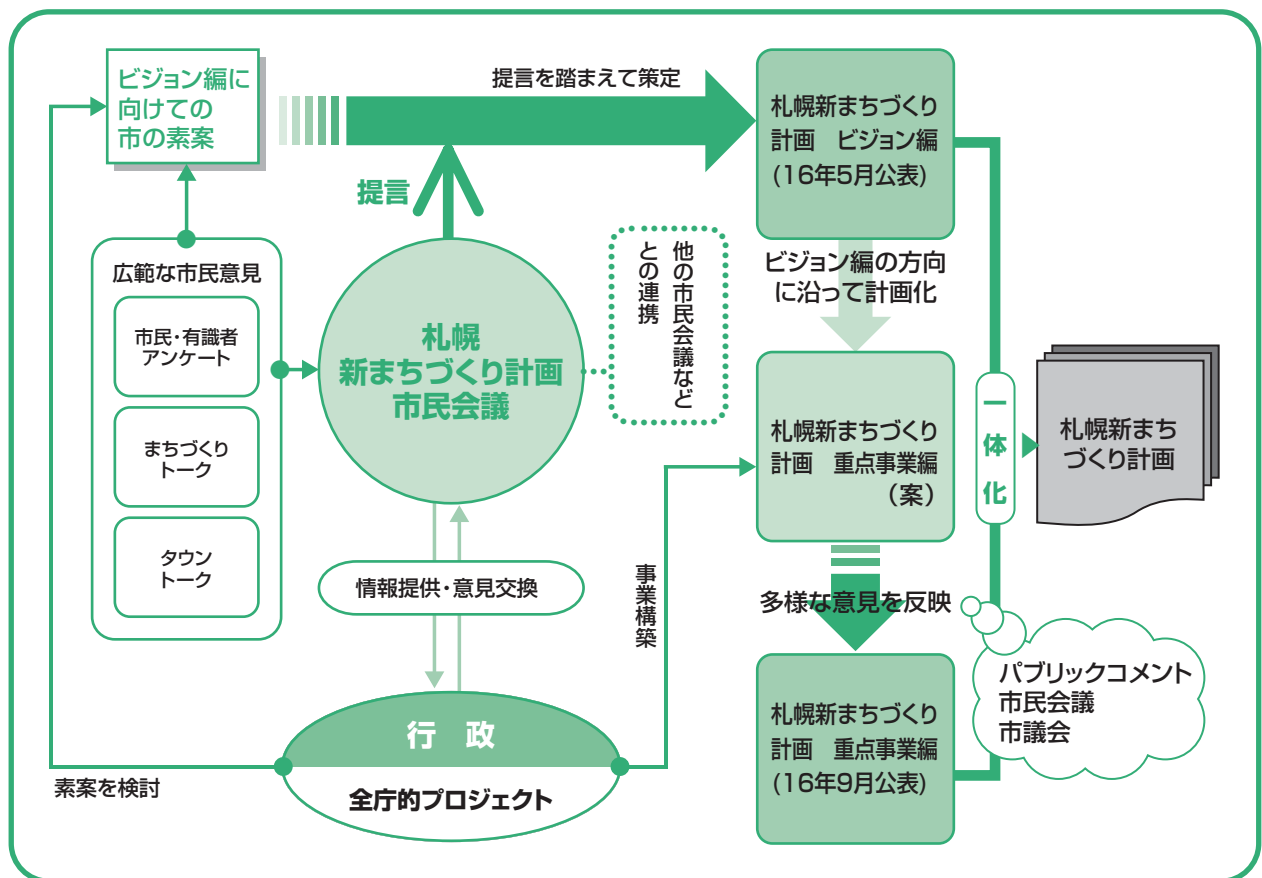 ビジョン編に
向けての
市の素案
提言を踏まえて策定
札幌新まちづくり
計画　ビジョン編
(16年5月公表)
提言
広範な市民意見
市民・有識者
アンケート
まちづくり
トーク
タウン
トーク
札幌
新まちづくり計画
市民会議
他の市民会議など
との連携
ビジョン編の方向
に沿って計画化
札幌新まちづくり
計画　重点事業編
（案）
一体化
札幌新まち
づくり計画
情報提供・意見交換
事業構築
多様な意見を反映
パブリックコメント
市民会議
市議会
札幌新まちづくり
計画　重点事業編
(16年9月公表)
行　政
全庁的プロジェクト
素案を検討